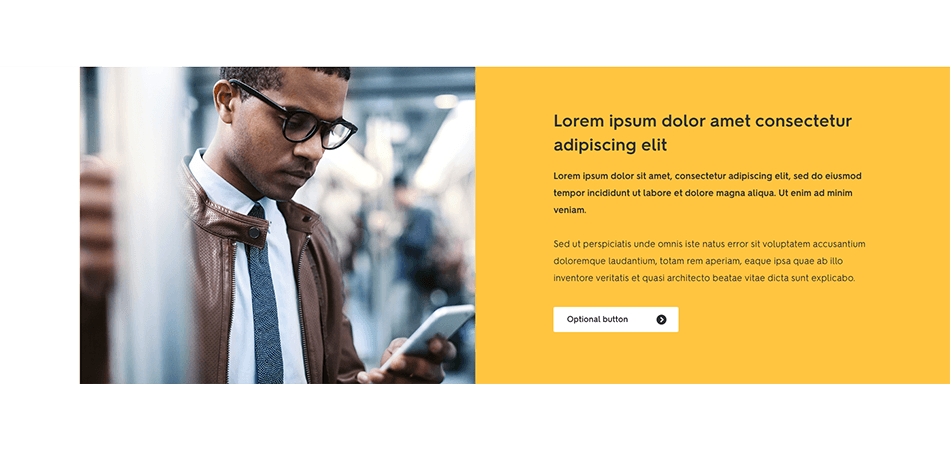 Lorem ipsum dolor amet consectetur
adipiscing elit
Lorem ipsum dolor sit amet, consectetur adipiscing elit, sed do eiusmod
tempor incididunt ut labore et dolore magna aliqua. Ut enim ad minim
veniam.
Sed ut perspiciatis unde omnis iste natus error sit voluptatem accusantium
doloremque laudantium, totam rem aperiam, eaque ipsa quae ab illo
inventore veritatis et quasi architecto beatae vitae dicta sunt explicabo.
Optional button